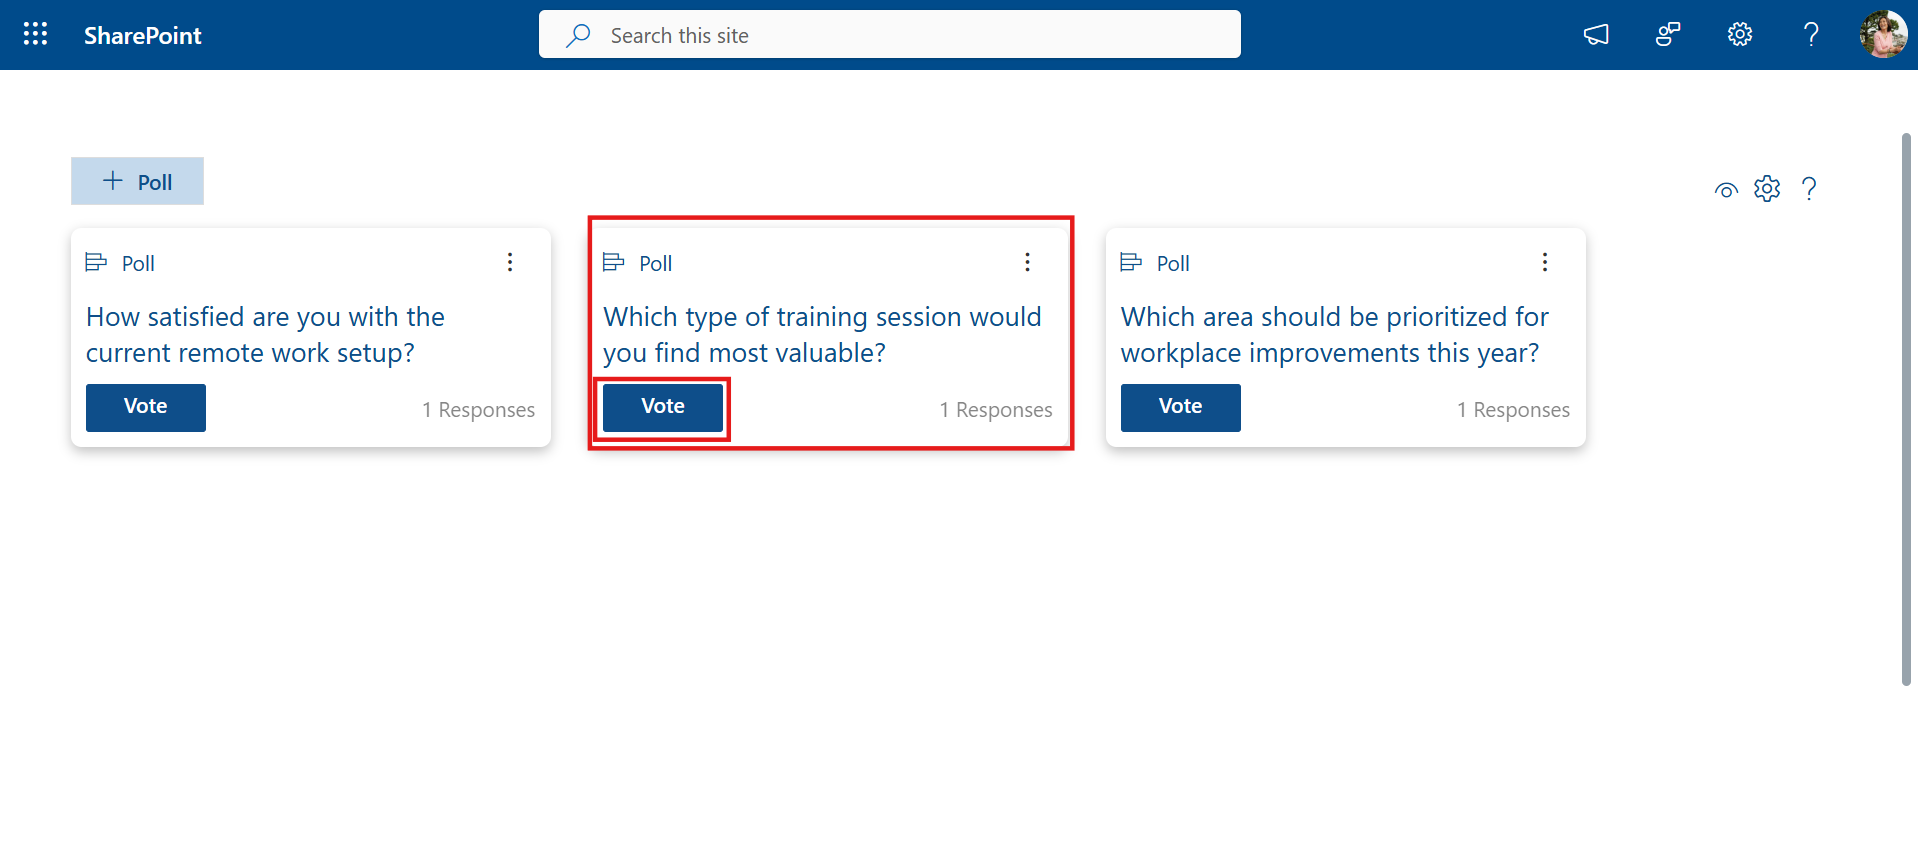 SharePoint
Search this site
Poll
Poll
How satisfied are you with the
current remote work setup?
Vote
1 Responses
Poll
Which type of training session would
you find most valuable?
Vote
1 Responses
Poll
Which area should be prioritized for
workplace improvements this year?
Vote
1 Responses